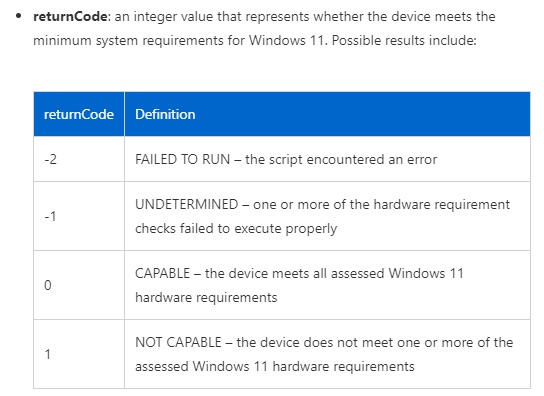 • returnCode: an integer value that represents whether the device meets the
minimum system requirements for Windows 11. Possible results include:
returnCode Definition
-2 FAILED TO RUN – the script encountered an error
-1 UNDETERMINED – one or more of the hardware requirement
checks failed to execute properly
0 CAPABLE – the device meets all assessed Windows 11
hardware requirements
1 NOT CAPABLE – the device does not meet one or more of the
assessed Windows 11 hardware requirements